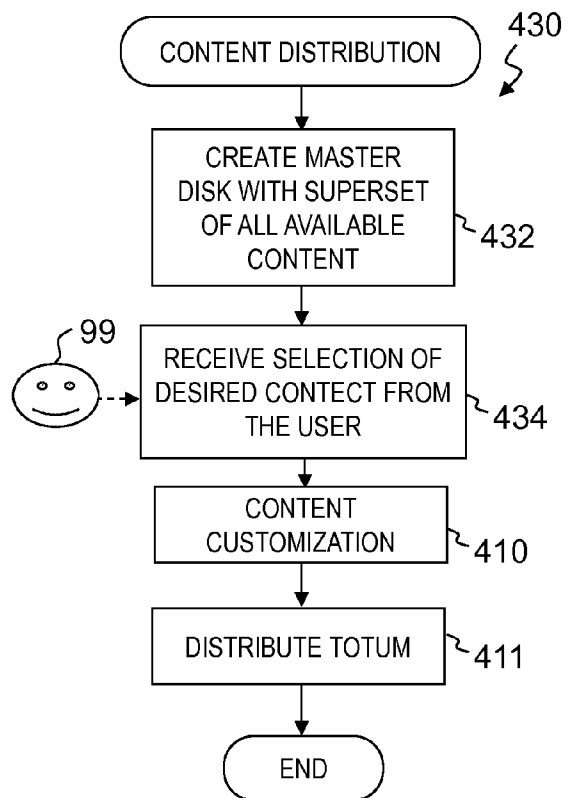 CONTENT DISTRIBUTION
430
CREATE MASTER
DISK WITH SUPERSET
OF ALL AVAILABLE
CONTENT
432
99
RECEIVE SELECTION OF
DESIRED CONTECT FROM
THE USER
434
CONTENT
CUSTOMIZATION
410
DISTRIBUTE TOTUM
411
END